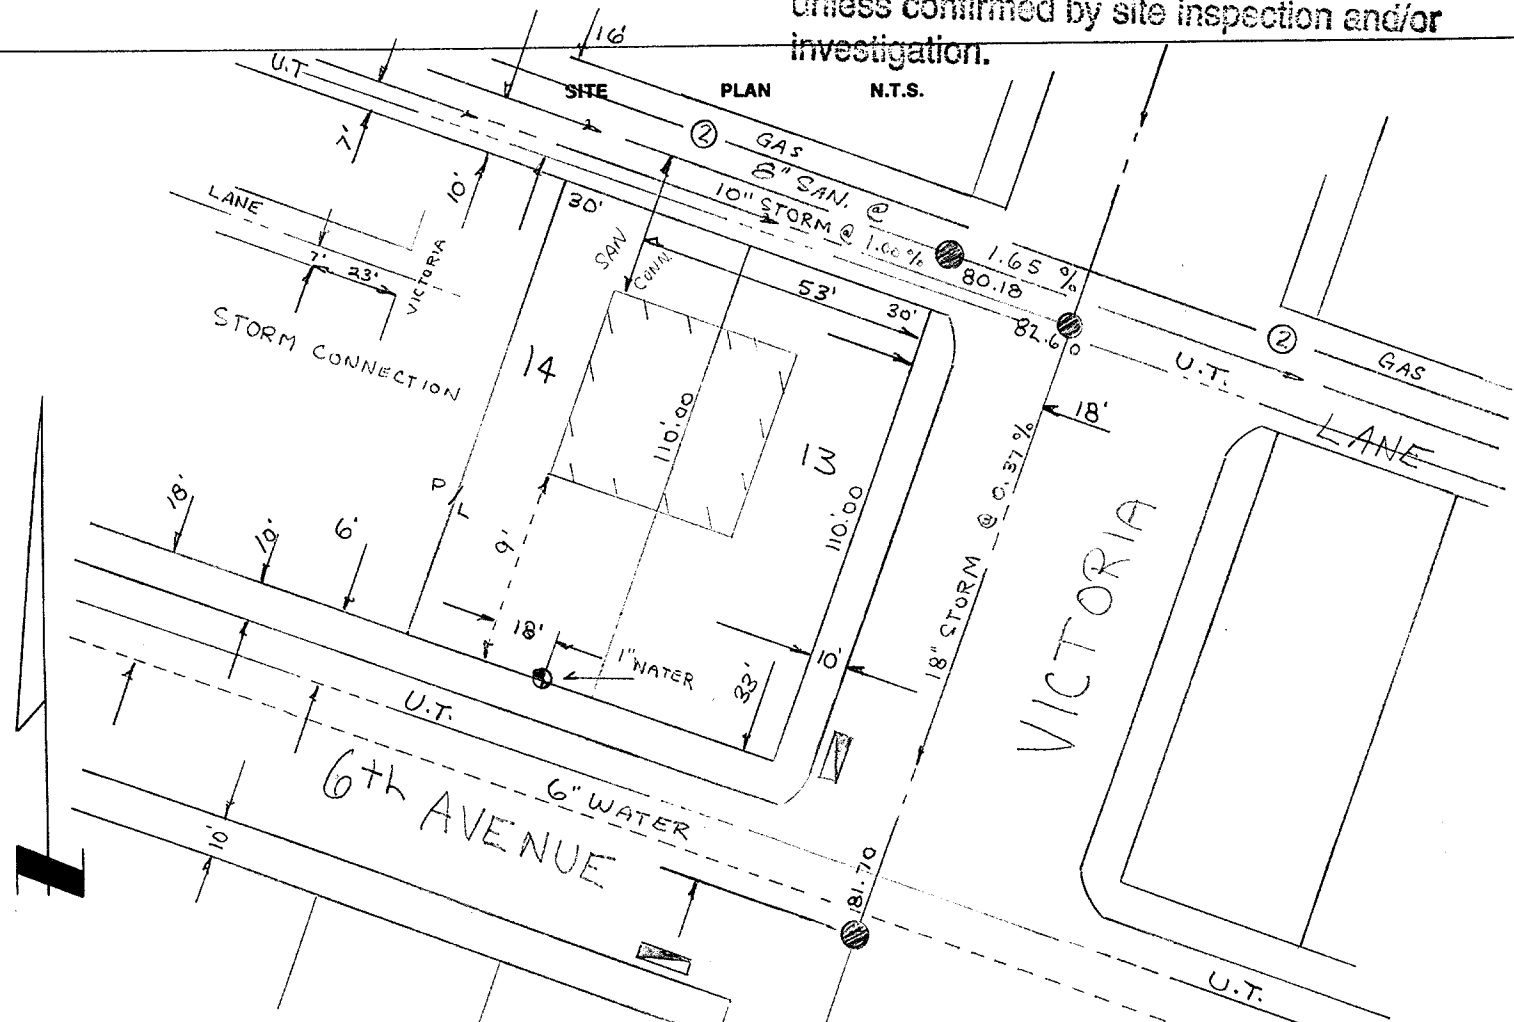 unless confirmed by site inspection and/or
investigation.
SITE PLAN N.T.S.
16'
U.T.
7'
10'
② GAS
8" SAN. @ 1.65 %
10" STORM @ 1.00 %
80.18
82.60
LANE
7' 23'
VICTORIA
STORM CONNECTION
30'
SAN CONN.
53'
30'
14
110.00
13
110.00
② GAS
U.T.
LANE
18'
18" STORM @ 0.37 %
VICTORIA
P L
18'
10'
6'
9'
18'
1" WATER
33'
10'
U.T.
6" WATER
6th AVENUE
10'
181.70
U.T.